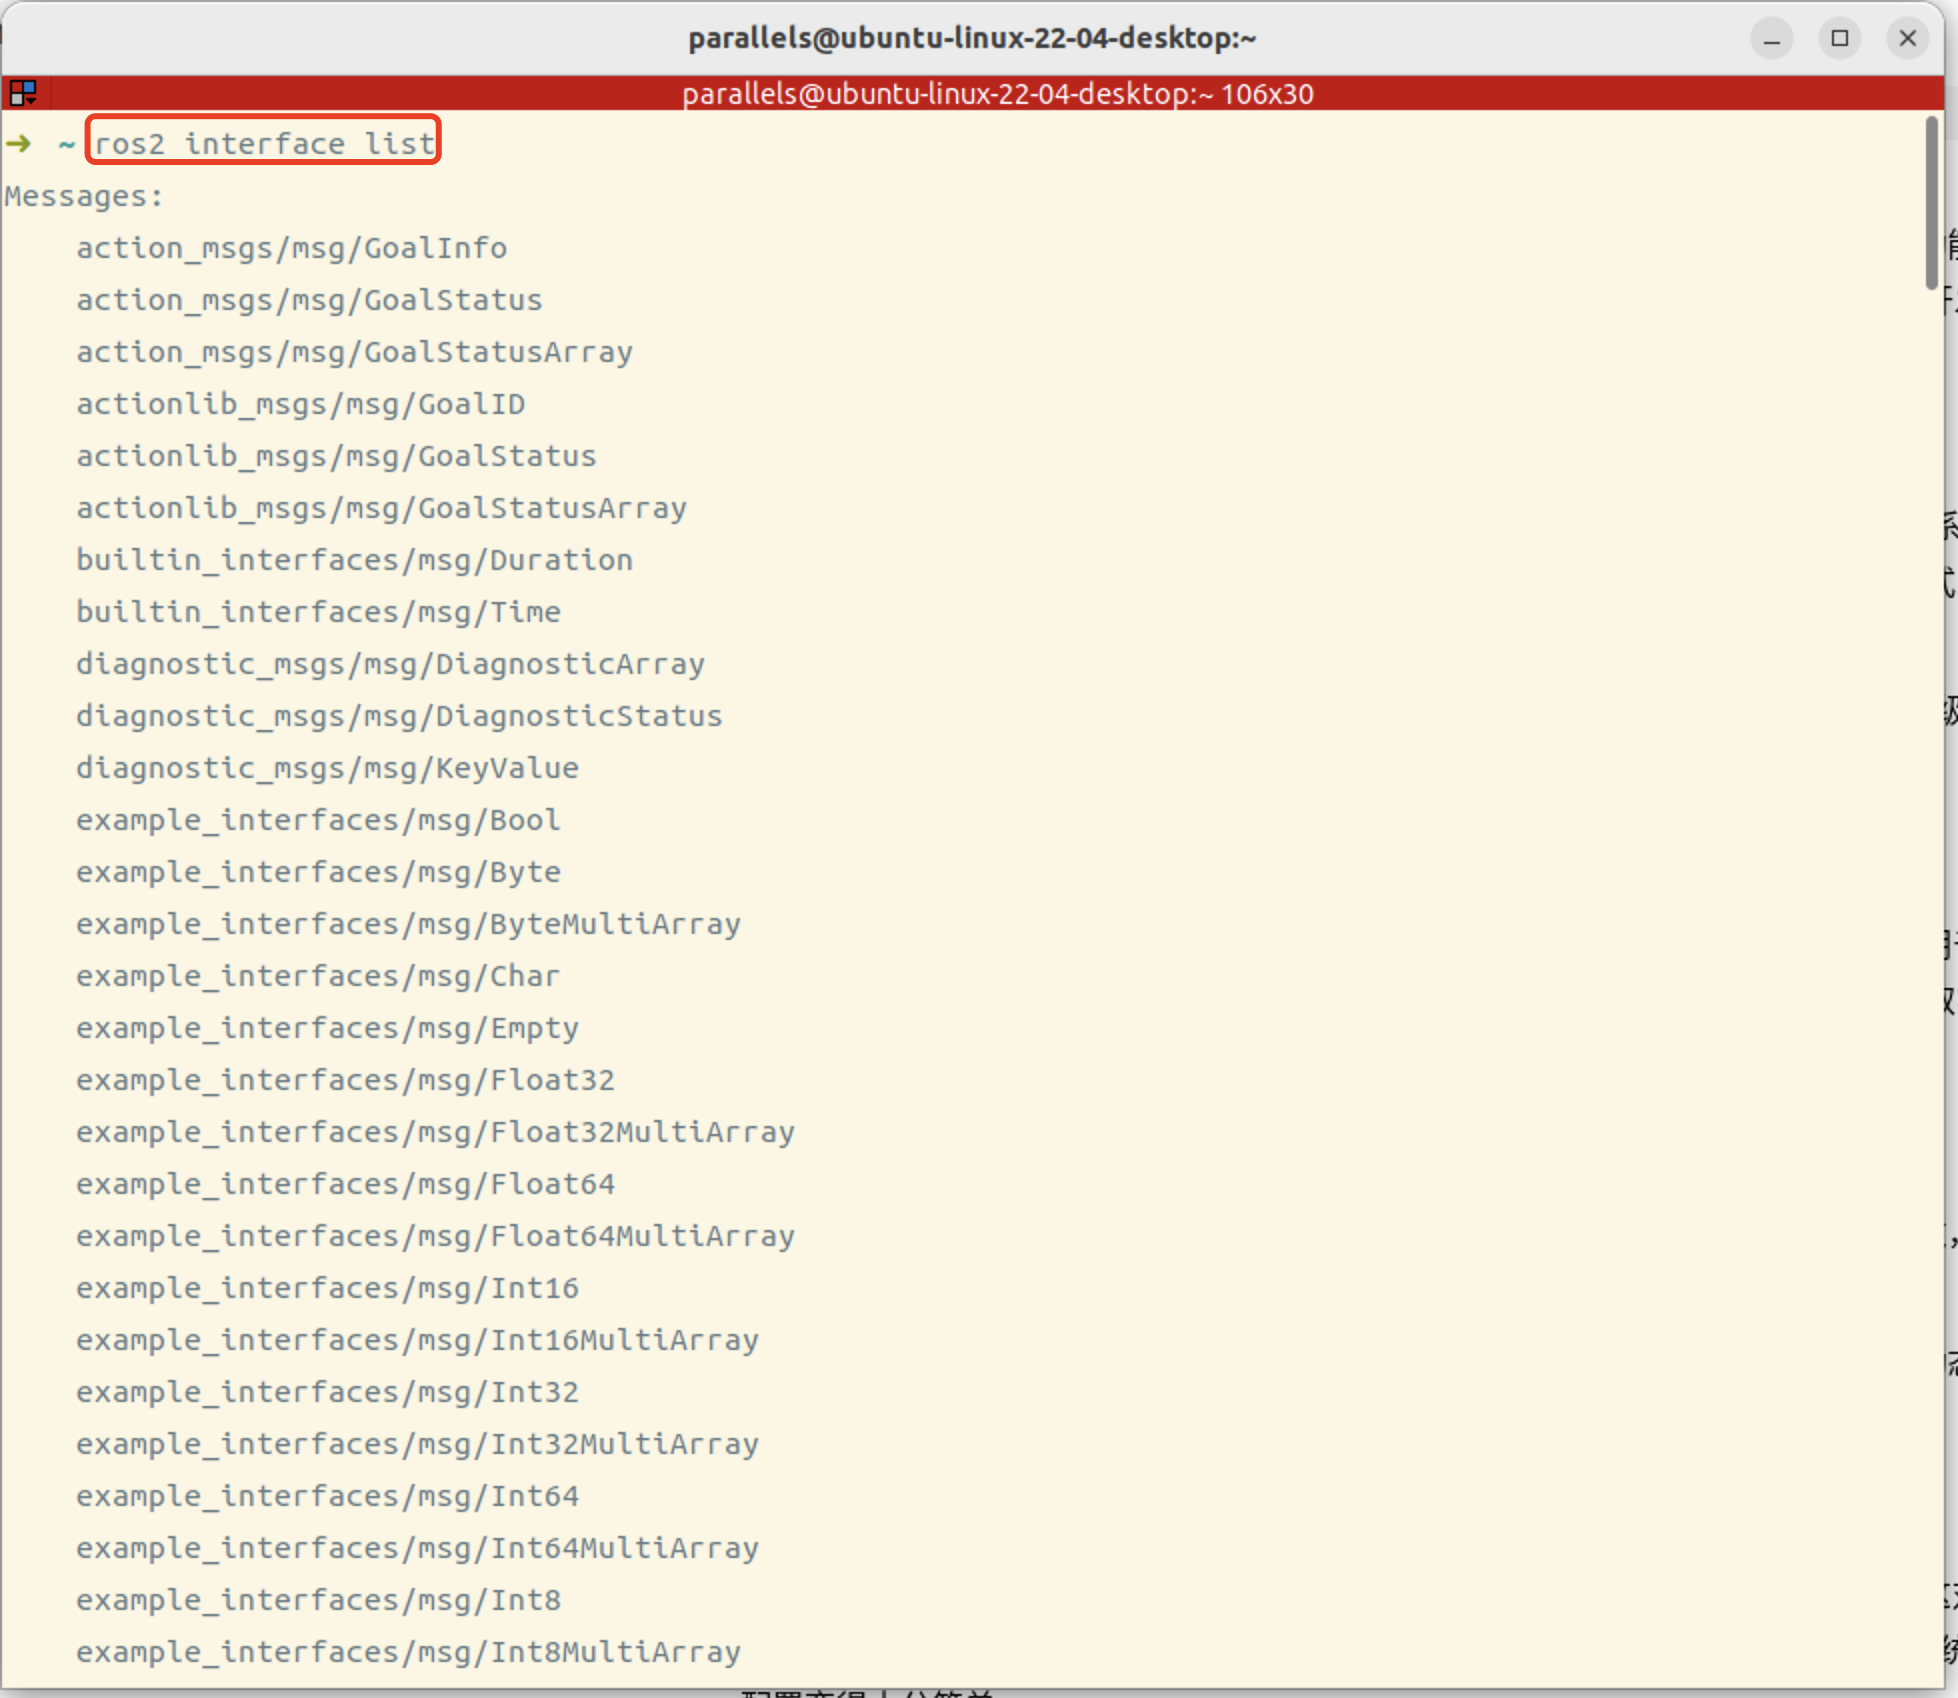 parallels@ubuntu-linux-22-04-desktop:~
parallels@ubuntu-linux-22-04-desktop:~ 106x30
➜ ~ ros2 interface list
Messages:
action_msgs/msg/GoalInfo
action_msgs/msg/GoalStatus
action_msgs/msg/GoalStatusArray
actionlib_msgs/msg/GoalID
actionlib_msgs/msg/GoalStatus
actionlib_msgs/msg/GoalStatusArray
builtin_interfaces/msg/Duration
builtin_interfaces/msg/Time
diagnostic_msgs/msg/DiagnosticArray
diagnostic_msgs/msg/DiagnosticStatus
diagnostic_msgs/msg/KeyValue
example_interfaces/msg/Bool
example_interfaces/msg/Byte
example_interfaces/msg/ByteMultiArray
example_interfaces/msg/Char
example_interfaces/msg/Empty
example_interfaces/msg/Float32
example_interfaces/msg/Float32MultiArray
example_interfaces/msg/Float64
example_interfaces/msg/Float64MultiArray
example_interfaces/msg/Int16
example_interfaces/msg/Int16MultiArray
example_interfaces/msg/Int32
example_interfaces/msg/Int32MultiArray
example_interfaces/msg/Int64
example_interfaces/msg/Int64MultiArray
example_interfaces/msg/Int8
example_interfaces/msg/Int8MultiArray